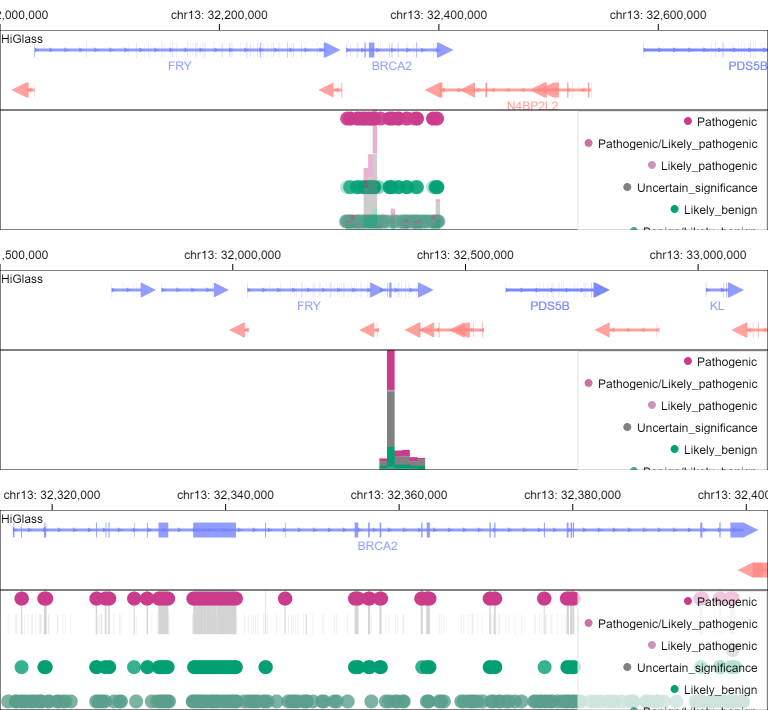 2,000,000 chr13: 32,200,000 chr13: 32,400,000 chr13: 32,600,000
HiGlass
FRY BRCA2 PDS5B
N4BP2L2
Pathogenic
Pathogenic/Likely_pathogenic
Likely_pathogenic
Uncertain_significance
Likely_benign
,500,000 chr13: 32,000,000 chr13: 32,500,000 chr13: 33,000,000
HiGlass
FRY PDS5B KL
Pathogenic
Pathogenic/Likely_pathogenic
Likely_pathogenic
Uncertain_significance
Likely_benign
chr13: 32,320,000 chr13: 32,340,000 chr13: 32,360,000 chr13: 32,380,000 chr13: 32,400
HiGlass
BRCA2
Pathogenic
Pathogenic/Likely_pathogenic
Likely_pathogenic
Uncertain_significance
Likely_benign